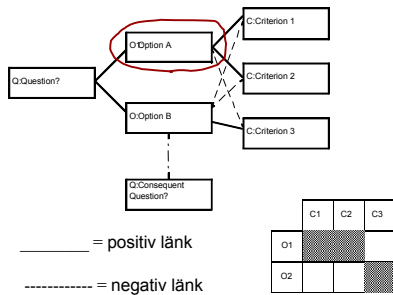 C:Criterion 1
O:Option A
C:Criterion 2
Q:Question?
O:Option B
C:Criterion 3
Q:Consequent
Question?
C1 C2 C3
O1
O2
_________ = positiv länk
------------ = negativ länk